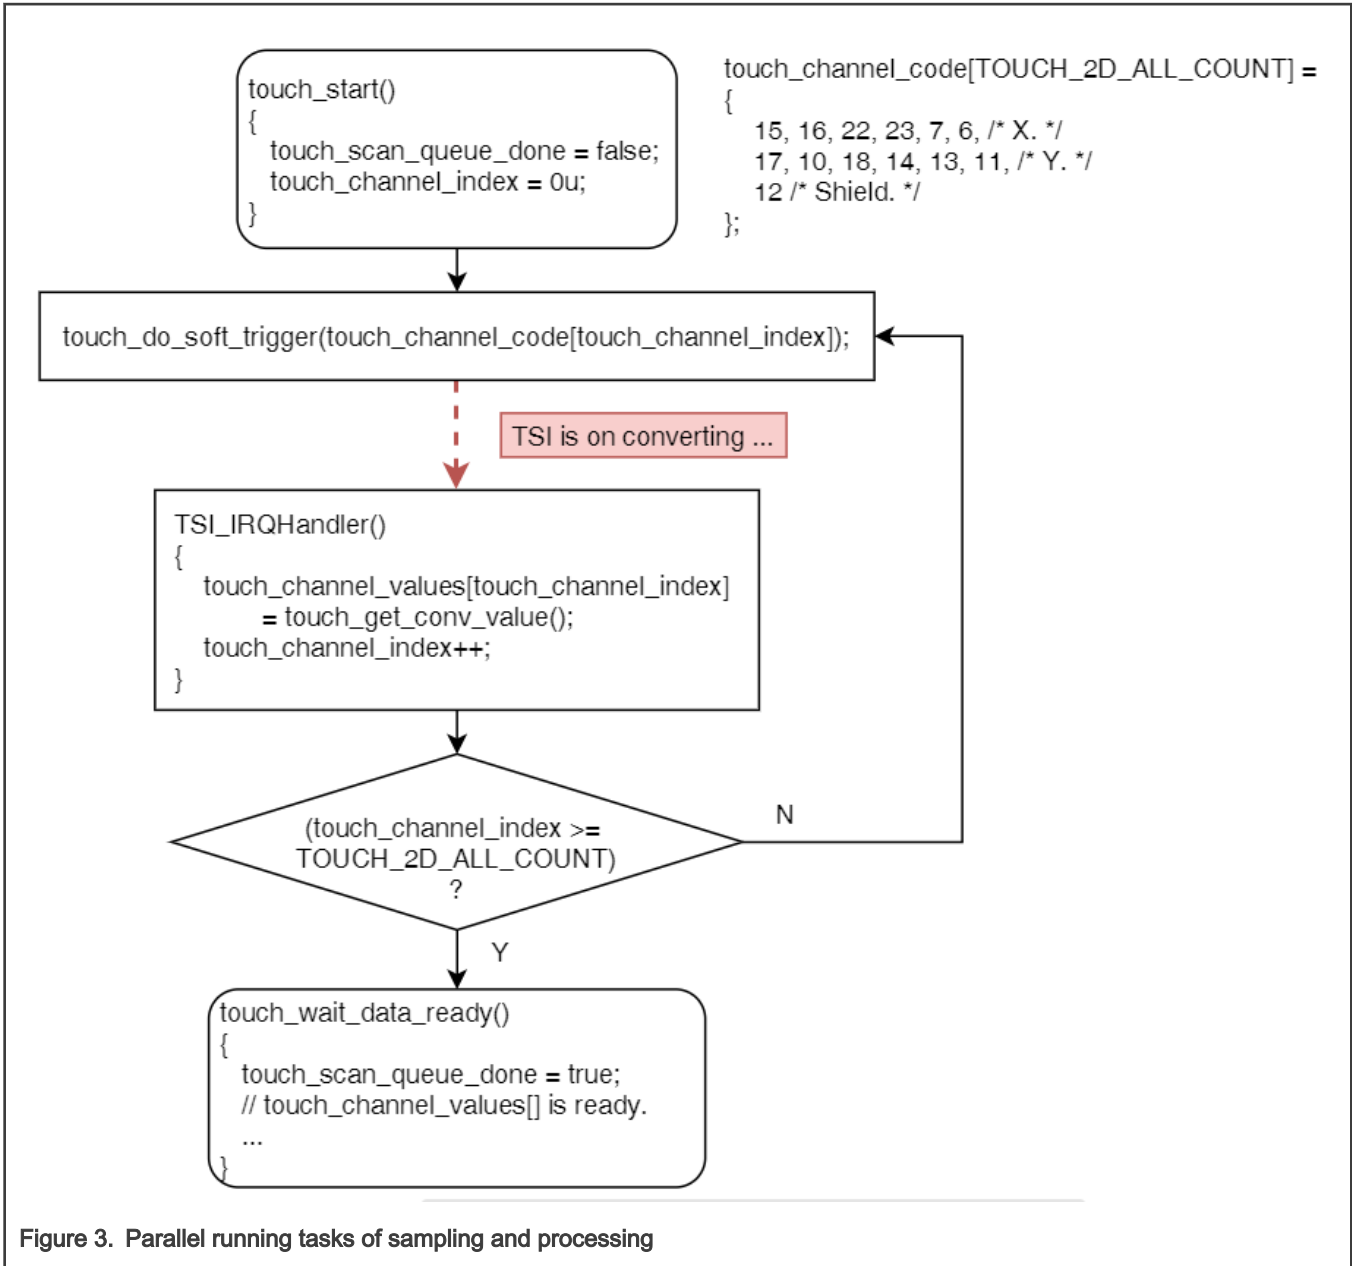 touch_start()
{
touch_scan_queue_done = false;
touch_channel_index = 0u;
}
touch_channel_code[TOUCH_2D_ALL_COUNT] =
{
15, 16, 22, 23, 7, 6, /* X. */
17, 10, 18, 14, 13, 11, /* Y. */
12 /* Shield. */
};
touch_do_soft_trigger(touch_channel_code[touch_channel_index]);
TSI is on converting ...
TSI_IRQHandler()
{
touch_channel_values[touch_channel_index]
= touch_get_conv_value();
touch_channel_index++;
}
(touch_channel_index >=
TOUCH_2D_ALL_COUNT)
?
N
Y
touch_wait_data_ready()
{
touch_scan_queue_done = true;
// touch_channel_values[] is ready.
...
}
Figure 3. Parallel running tasks of sampling and processing